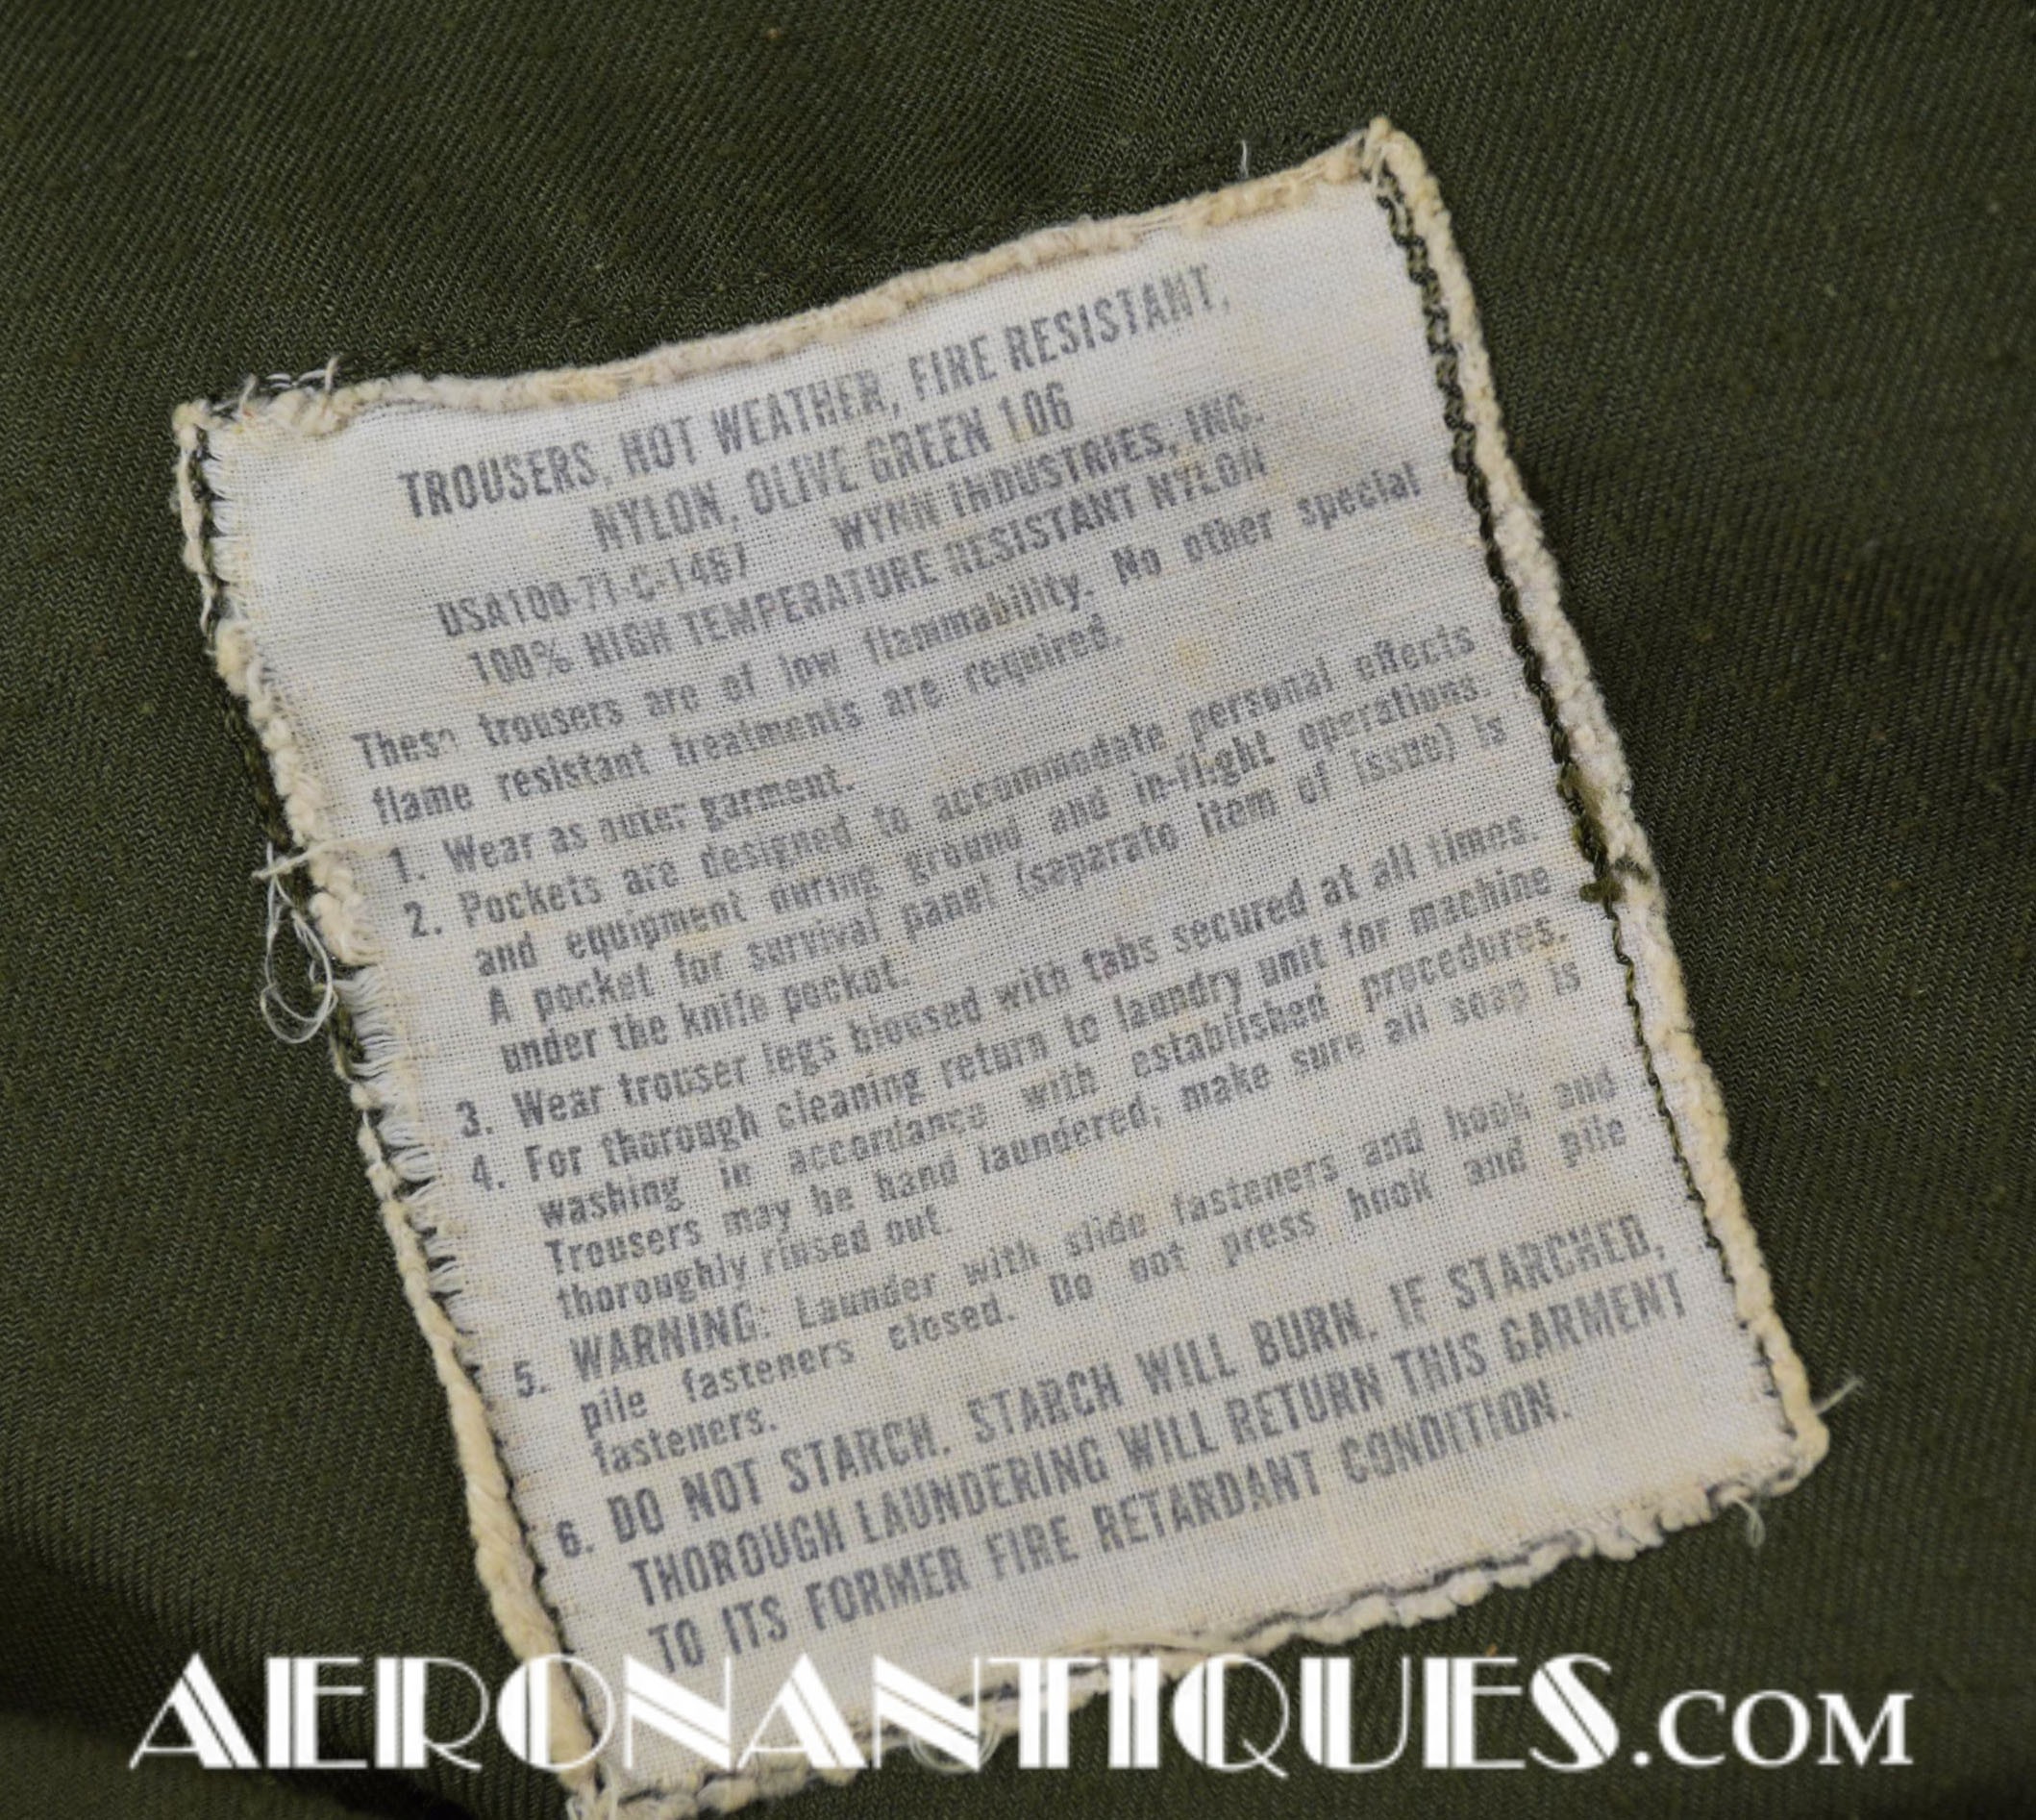 TROUSERS, HOT WEATHER, FIRE RESISTANT,
NYLON, OLIVE GREEN 106
DSA100-71-C-1467 WYNN INDUSTRIES, INC.
100% HIGH TEMPERATURE RESISTANT NYLON
These trousers are of low flammability. No other special
flame resistant treatments are required.
1. Wear as outer garment.
2. Pockets are designed to accommodate personal effects
and equipment during ground and in-flight operations.
A pocket for survival panel (separate item of issue) is
under the knife pocket.
3. Wear trouser legs bloused with tabs secured at all times.
4. For thorough cleaning return to laundry unit for machine
washing in accordance with established procedures.
Trousers may be hand laundered; make sure all soap is
thoroughly rinsed out.
5. WARNING: Launder with slide fasteners and hook and
pile fasteners closed. Do not press hook and pile
fasteners.
6. DO NOT STARCH. STARCH WILL BURN. IF STARCHED,
THOROUGH LAUNDERING WILL RETURN THIS GARMENT
TO ITS FORMER FIRE RETARDANT CONDITION.
AERONANTIQUES.COM